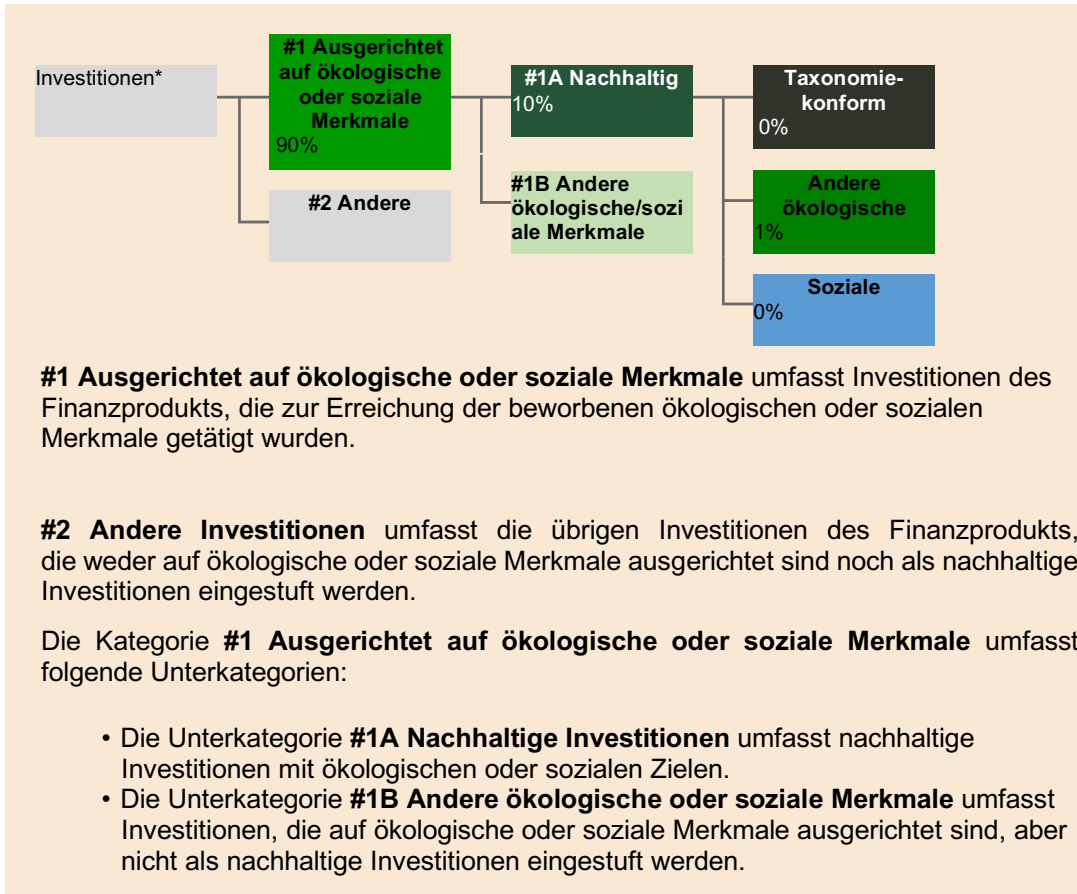 Investitionen*
#1 Ausgerichtet
auf ökologische
oder soziale
Merkmale
90%
#2 Andere
#1A Nachhaltig
10%
#1B Andere
ökologische/sozi
ale Merkmale
Taxonomie-
konform
0%
Andere
ökologische
1%
Soziale
0%
#1 Ausgerichtet auf ökologische oder soziale Merkmale umfasst Investitionen des
Finanzprodukts, die zur Erreichung der beworbenen ökologischen oder sozialen
Merkmale getätigt wurden.
#2 Andere Investitionen umfasst die übrigen Investitionen des Finanzprodukts,
die weder auf ökologische oder soziale Merkmale ausgerichtet sind noch als nachhaltige
Investitionen eingestuft werden.
Die Kategorie #1 Ausgerichtet auf ökologische oder soziale Merkmale umfasst
folgende Unterkategorien:
• Die Unterkategorie #1A Nachhaltige Investitionen umfasst nachhaltige
Investitionen mit ökologischen oder sozialen Zielen.
• Die Unterkategorie #1B Andere ökologische oder soziale Merkmale umfasst
Investitionen, die auf ökologische oder soziale Merkmale ausgerichtet sind, aber
nicht als nachhaltige Investitionen eingestuft werden.